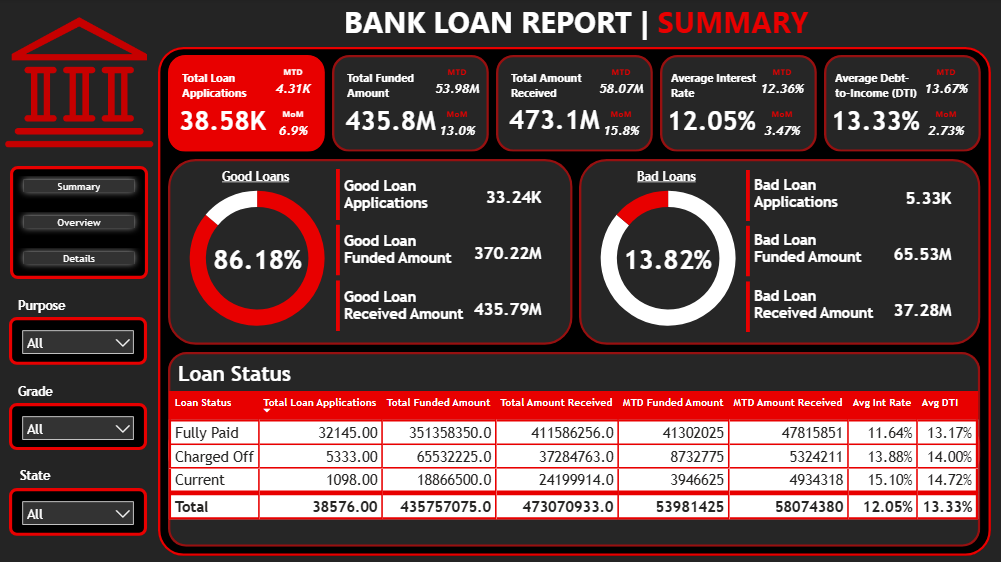 BANK LOAN REPORT | SUMMARY
Total Loan Applications
MTD
4.31K
38.58K
MoM
6.9%
Total Funded Amount
MTD
53.98M
435.8M
MoM
13.0%
Total Amount Received
MTD
58.07M
473.1M
MoM
15.8%
Average Interest Rate
MTD
12.36%
12.05%
MoM
3.47%
Average Debt-to-Income (DTI)
MTD
13.67%
13.33%
MoM
2.73%
Summary
Overview
Details
Purpose
All
Grade
All
State
All
Good Loans
86.18%
Good Loan Applications
33.24K
Good Loan Funded Amount
370.22M
Good Loan Received Amount
435.79M
Bad Loans
13.82%
Bad Loan Applications
5.33K
Bad Loan Funded Amount
65.53M
Bad Loan Received Amount
37.28M
Loan Status
Loan Status Total Loan Applications Total Funded Amount Total Amount Received MTD Funded Amount MTD Amount Received Avg Int Rate Avg DTI
Fully Paid 32145.00 351358350.0 411586256.0 41302025 47815851 11.64% 13.17%
Charged Off 5333.00 65532225.0 37284763.0 8732775 5324211 13.88% 14.00%
Current 1098.00 18866500.0 24199914.0 3946625 4934318 15.10% 14.72%
Total 38576.00 435757075.0 473070933.0 53981425 58074380 12.05% 13.33%